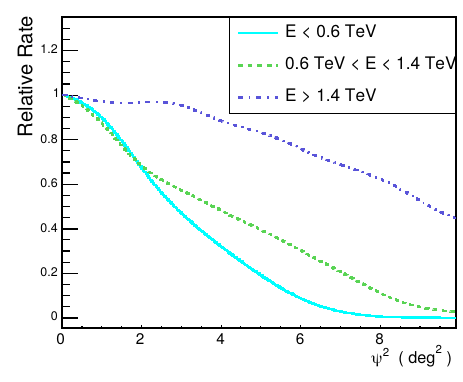 Relative Rate
1.2
1
0.8
0.6
0.4
0.2
0
E < 0.6 TeV
0.6 TeV < E < 1.4 TeV
E > 1.4 TeV
0 2 4 6 8
ψ² ( deg² )